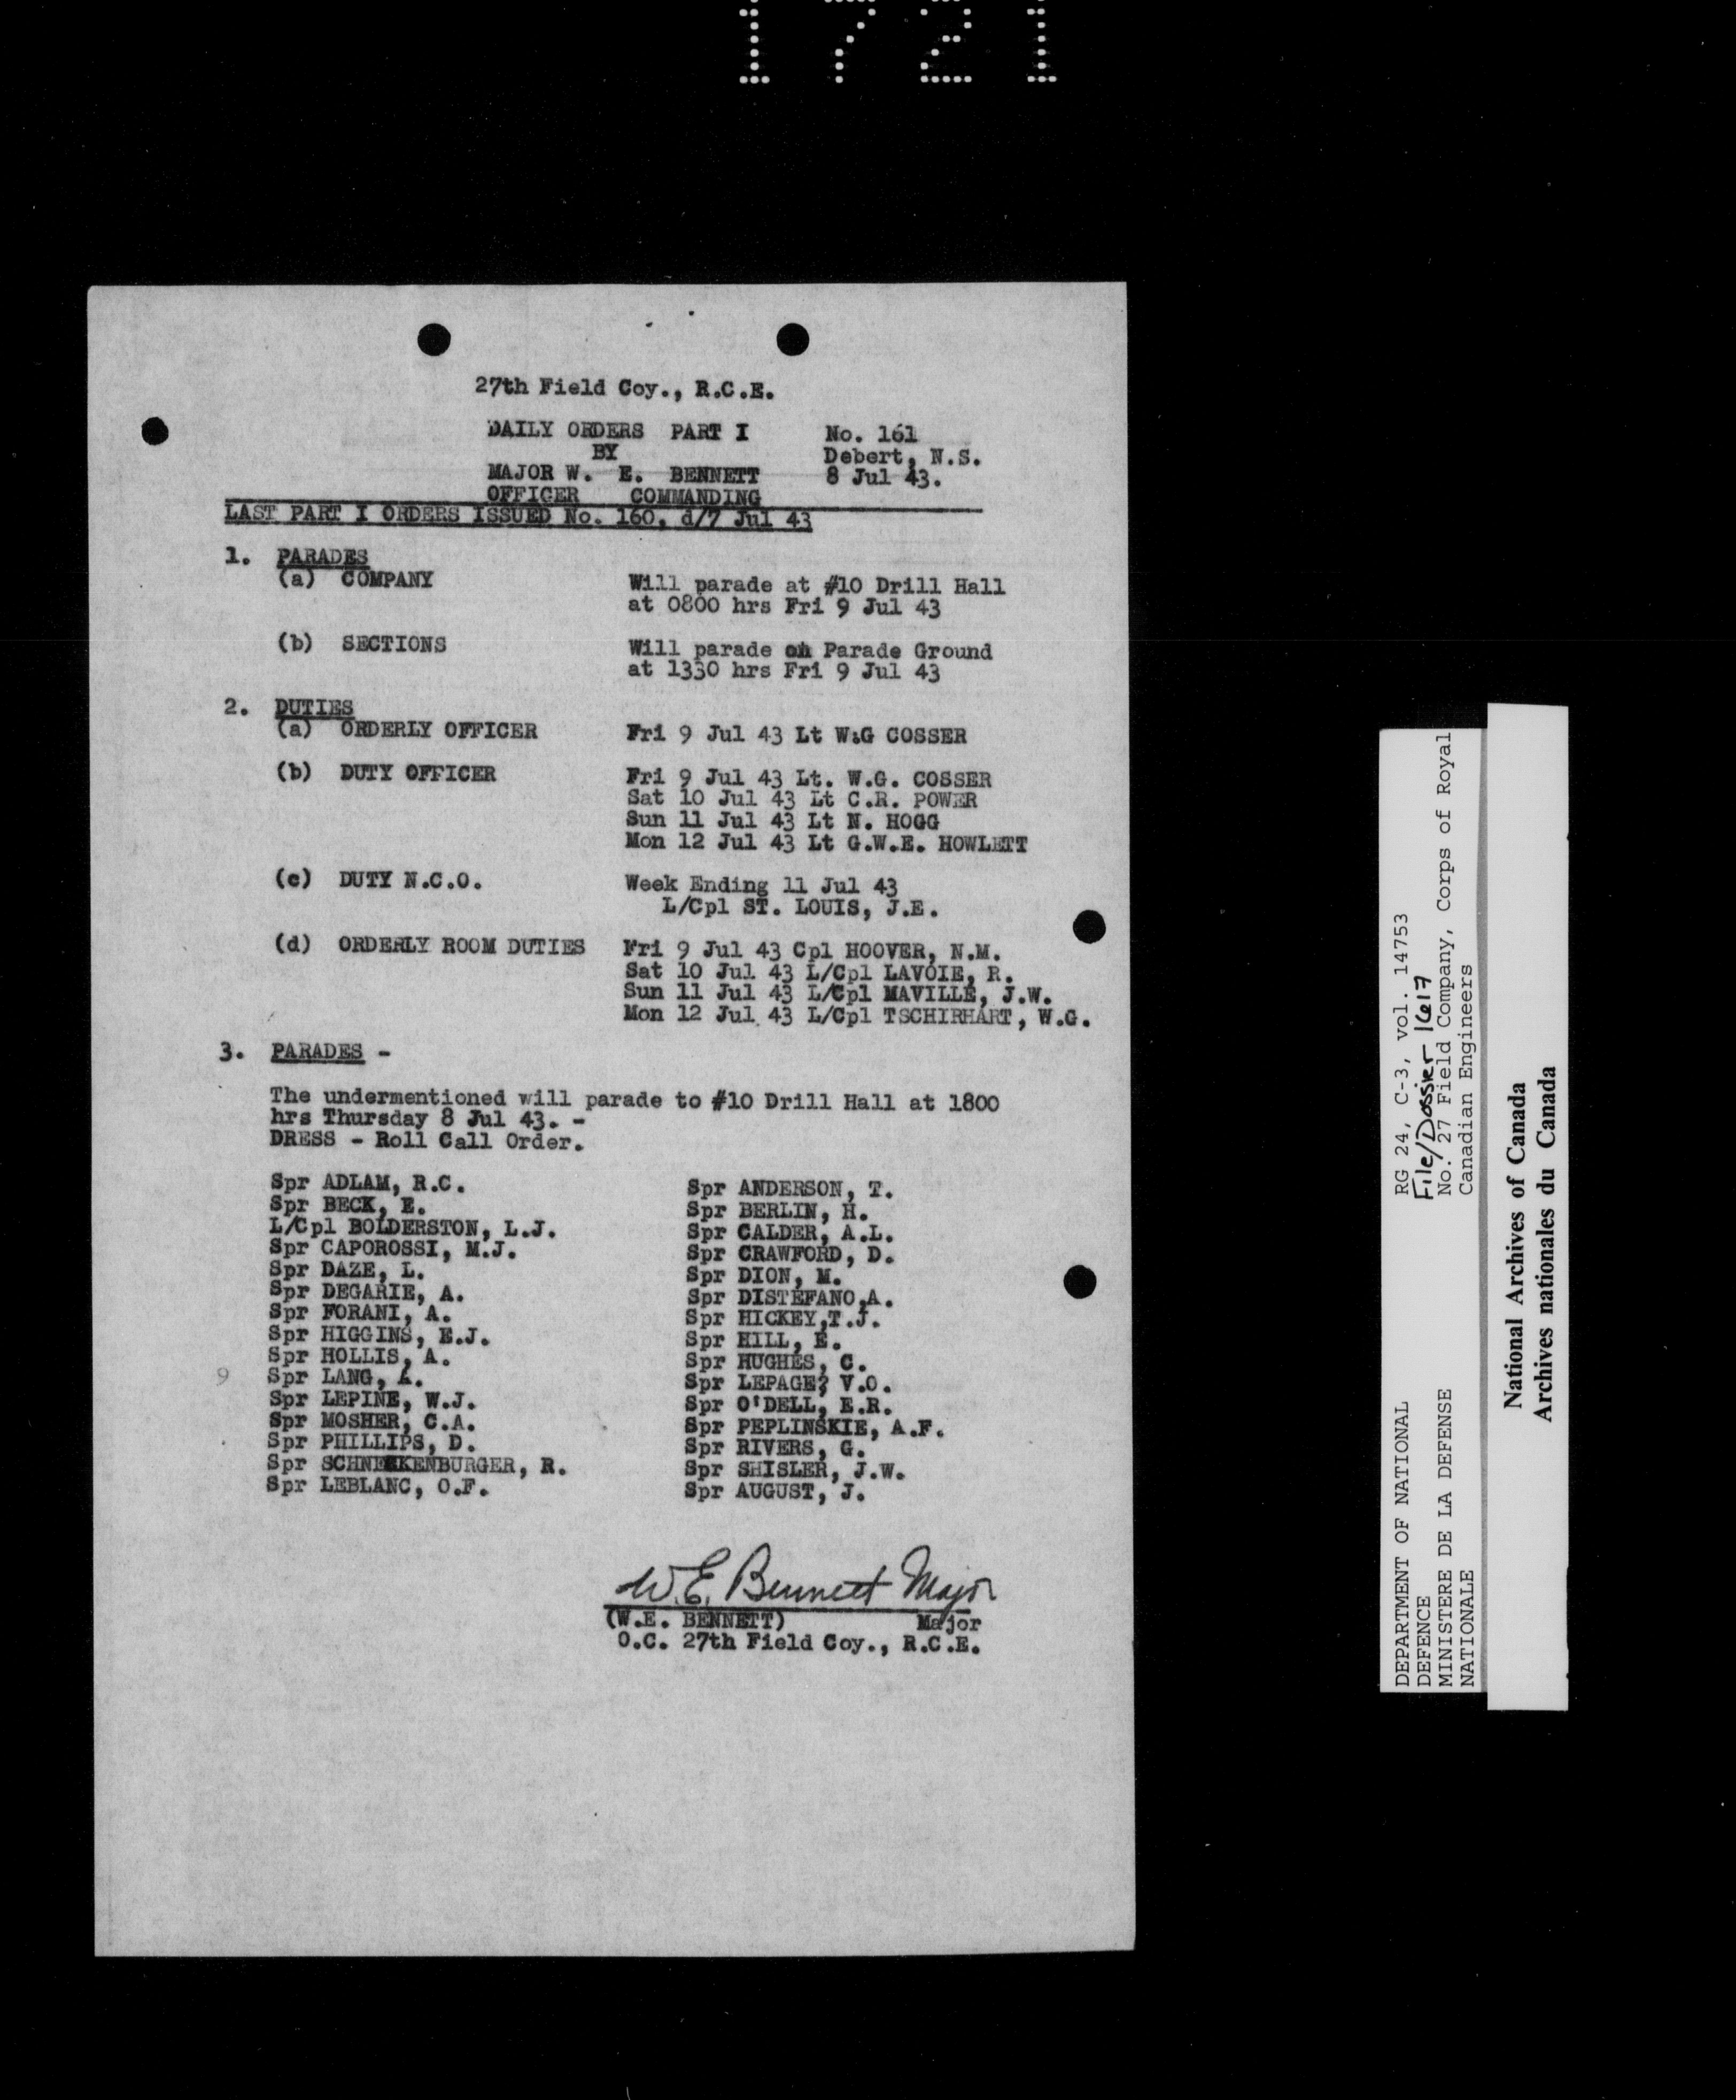 1721
27th Field Coy., R.C.E.
DAILY ORDERS PART I No. 161
BY Debert, N.S.
MAJOR W. E. BENNETT 8 Jul 43.
OFFICER COMMANDING
LAST PART I ORDERS ISSUED No. 160, d/7 Jul 43
1. PARADES
(a) COMPANY Will parade at #10 Drill Hall
at 0800 hrs Fri 9 Jul 43
(b) SECTIONS Will parade on Parade Ground
at 1330 hrs Fri 9 Jul 43
2. DUTIES
(a) ORDERLY OFFICER Fri 9 Jul 43 Lt W.G COSSER
(b) DUTY OFFICER Fri 9 Jul 43 Lt. W.G. COSSER
Sat 10 Jul 43 Lt C.R. POWER
Sun 11 Jul 43 Lt N. HOGG
Mon 12 Jul 43 Lt G.W.E. HOWLETT
(c) DUTY N.C.O. Week Ending 11 Jul 43
L/Cpl ST. LOUIS, J.E.
(d) ORDERLY ROOM DUTIES Fri 9 Jul 43 Cpl HOOVER, N.M.
Sat 10 Jul 43 L/Cpl LAVOIE, R.
Sun 11 Jul 43 L/Cpl MAVILLE, J.W.
Mon 12 Jul 43 L/Cpl TSCHIRHART, W.G.
3. PARADES -
The undermentioned will parade to #10 Drill Hall at 1800
hrs Thursday 8 Jul 43. -
DRESS - Roll Call Order.
Spr ADLAM, R.C. Spr ANDERSON, T.
Spr BECK, E. Spr BERLIN, H.
L/Cpl BOLDERSTON, L.J. Spr CALDER, A.L.
Spr CAPOROSSI, M.J. Spr CRAWFORD, D.
Spr DAZE, L. Spr DION, M.
Spr DEGARIE, A. Spr DISTEFANO,A.
Spr FORANI, A. Spr HICKEY,T.J.
Spr HIGGINS, E.J. Spr HILL, E.
Spr HOLLIS, A. Spr HUGHES, C.
9 Spr LANG, A. Spr LEPAGE? V.O.
Spr LEPINE, W.J. Spr O'DELL, E.R.
Spr MOSHER, C.A. Spr PEPLINSKIE, A.F.
Spr PHILLIPS, D. Spr RIVERS, G.
Spr SCHNEKKENBURGER, R. Spr SHISLER, J.W.
Spr LEBLANC, O.F. Spr AUGUST, J.
W.E. Bennett Major
(W.E. BENNETT) Major
O.C. 27th Field Coy., R.C.E.
DEPARTMENT OF NATIONAL RG 24, C-3, vol. 14753
DEFENCE File/Dossier 1617
MINISTERE DE LA DEFENSE No. 27 Field Company, Corps of Royal
NATIONALE Canadian Engineers
National Archives of Canada
Archives nationales du Canada